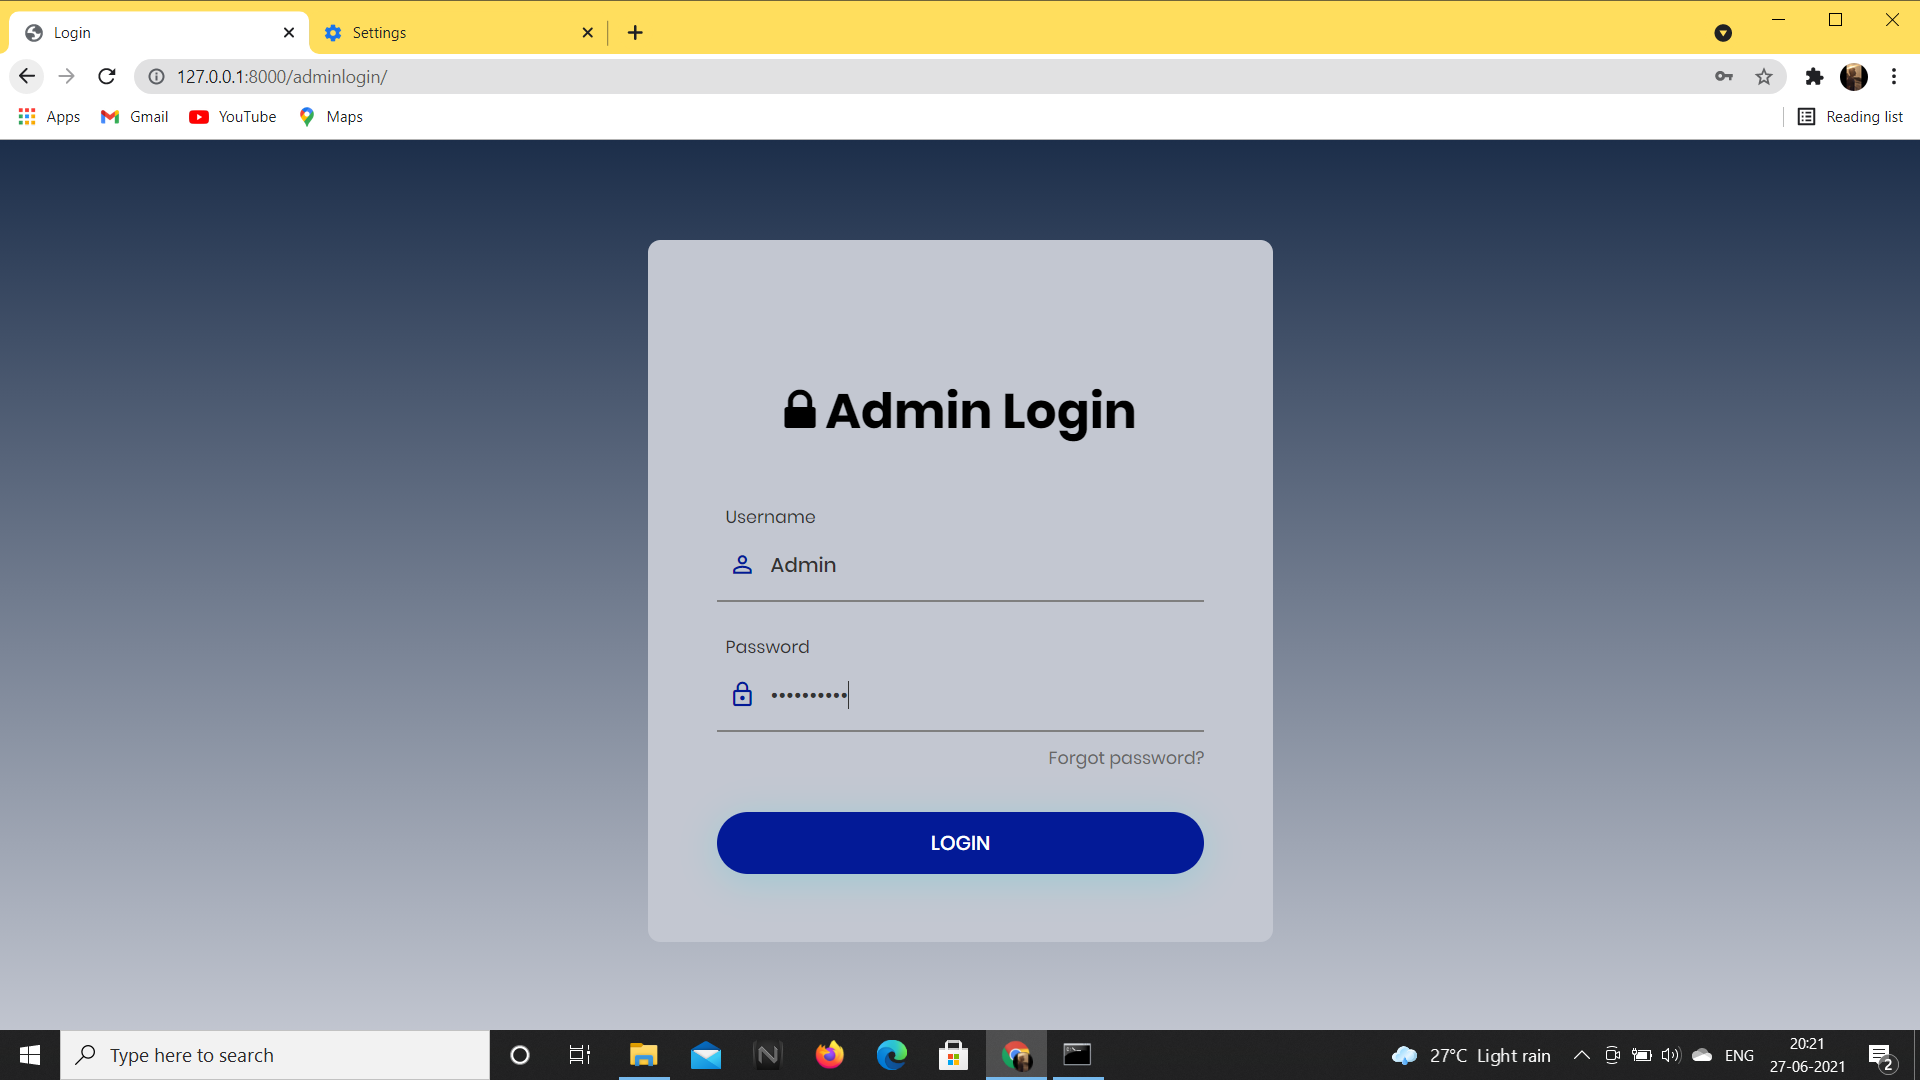 Login
Settings
127.0.0.1:8000/adminlogin/
Apps
Gmail
YouTube
Maps
Reading list
Admin Login
Username
Admin
Password
••••••••••
Forgot password?
LOGIN
Type here to search
27°C Light rain
ENG
20:21
27-06-2021
2